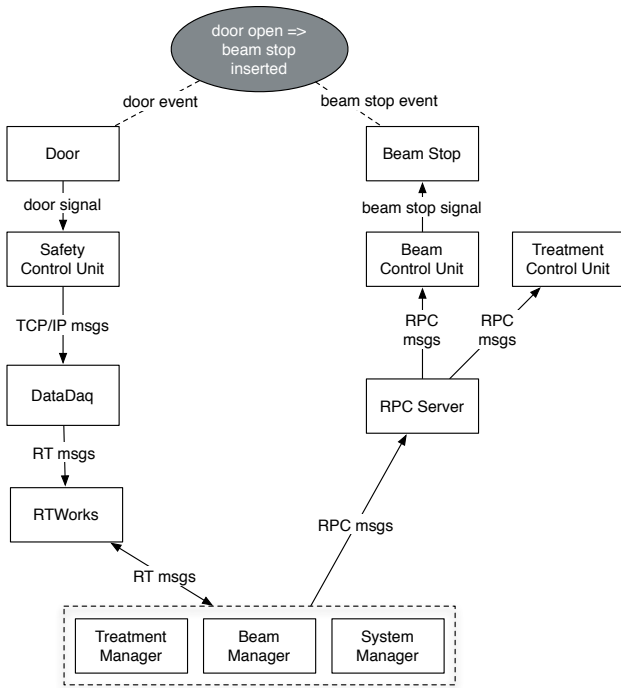 door open =>
beam stop
inserted
door event
beam stop event
Door
Beam Stop
door signal
beam stop signal
Safety
Control Unit
Beam
Control Unit
Treatment
Control Unit
TCP/IP msgs
RPC
msgs
RPC
msgs
DataDaq
RPC Server
RT msgs
RTWorks
RPC msgs
RT msgs
Treatment
Manager
Beam
Manager
System
Manager